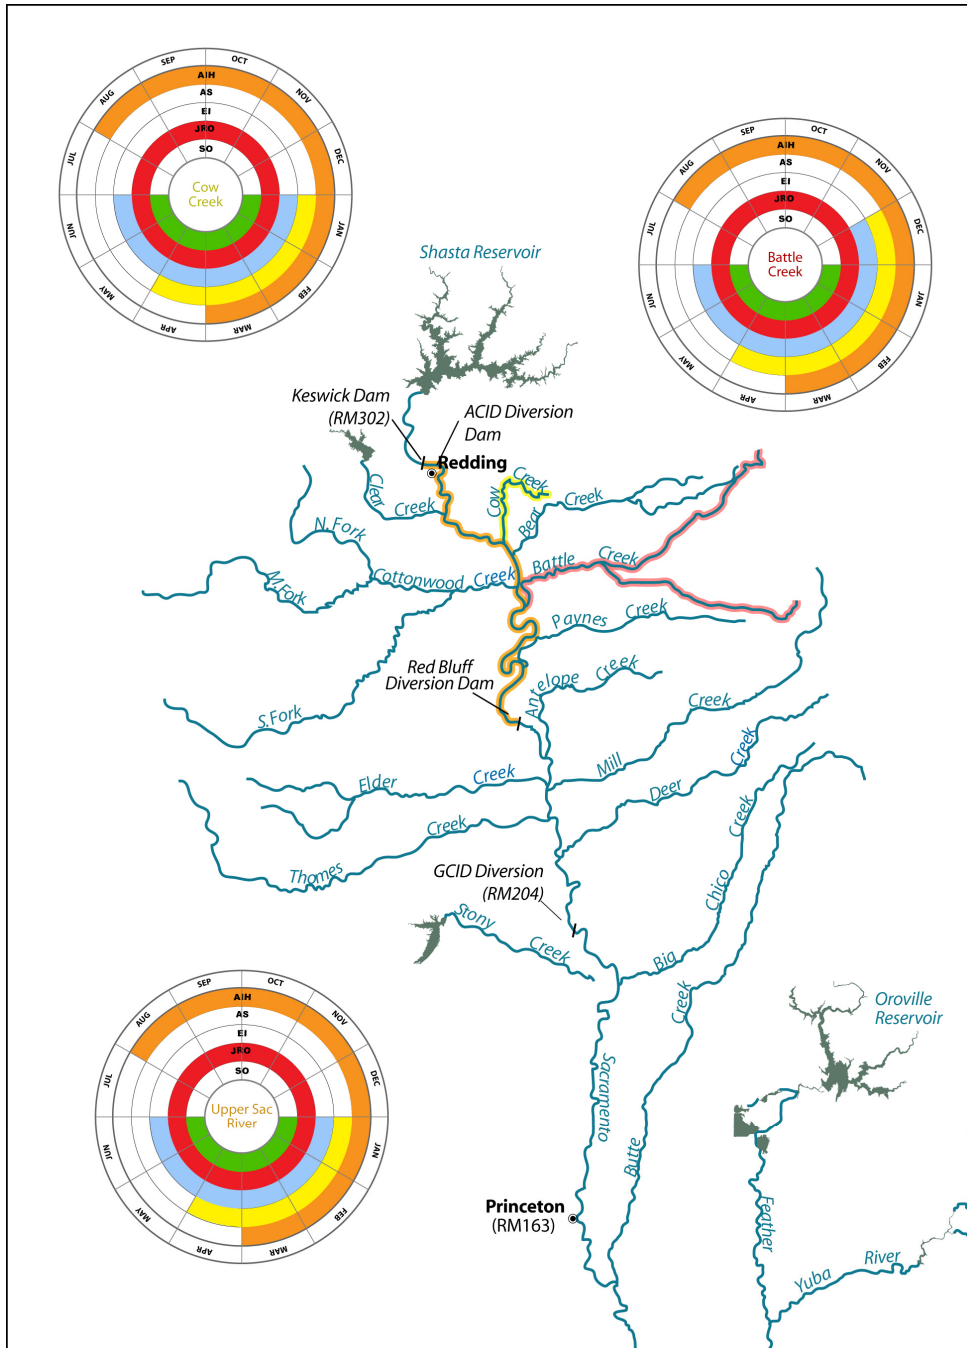 SEP
OCT
NOV
DEC
JAN
FEB
MAR
APR
MAY
JUN
JUL
AUG
AIH
AS
EI
JRO
SO
Cow
Creek
SEP
OCT
NOV
DEC
JAN
FEB
MAR
APR
MAY
JUN
JUL
AUG
AIH
AS
EI
JRO
SO
Battle
Creek
Shasta Reservoir
Keswick Dam
(RM302)
ACID Diversion
Dam
Redding
Clear Creek
Cow Creek
Bear Creek
N. Fork
M. Fork
Cottonwood Creek
Battle Creek
Paynes Creek
Red Bluff
Diversion Dam
Antelope Creek
S. Fork
Mill Creek
Elder Creek
Deer Creek
Thomes Creek
GCID Diversion
(RM204)
Stony Creek
Big Chico Creek
Butte Creek
Sacramento
Oroville
Reservoir
SEP
OCT
NOV
DEC
JAN
FEB
MAR
APR
MAY
JUN
JUL
AUG
AIH
AS
EI
JRO
SO
Upper Sac
River
Princeton
(RM163)
Feather
Yuba River